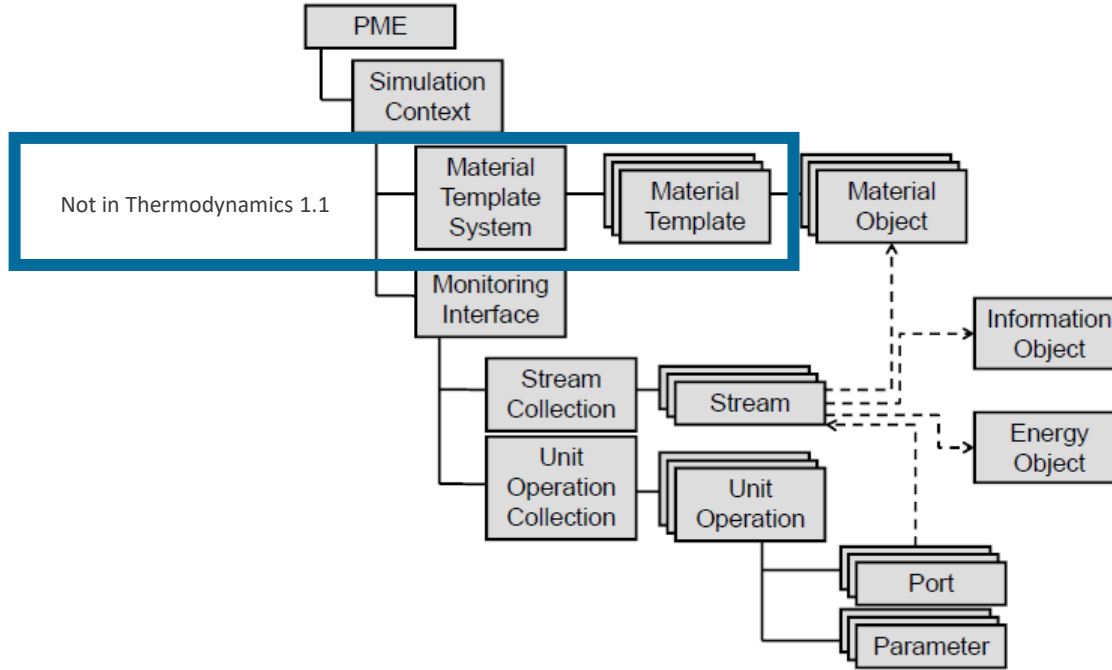 PME
Simulation
Context
Not in Thermodynamics 1.1
Material
Template
System
Material
Template
Material
Object
Monitoring
Interface
Information
Object
Stream
Collection
Stream
Energy
Object
Unit
Operation
Collection
Unit
Operation
Port
Parameter